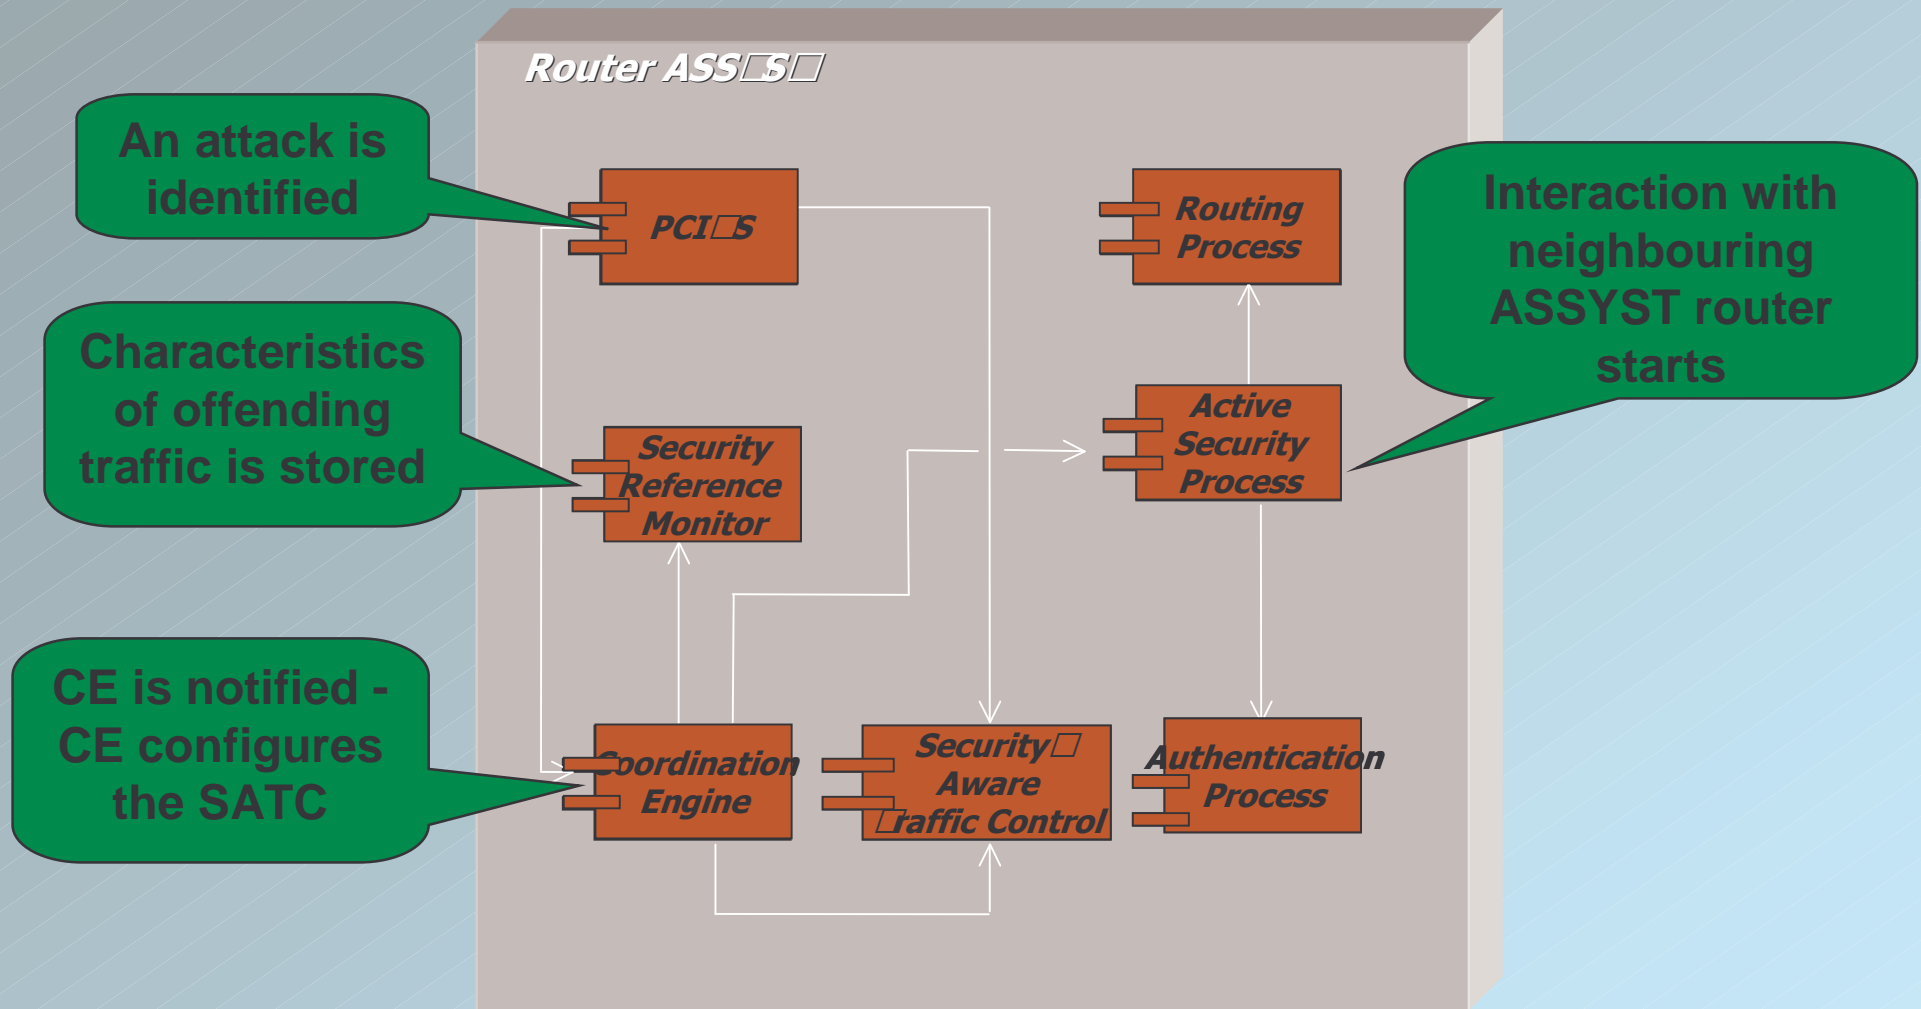 Router ASS□S□
An attack is
identified
PCI□S
Routing
Process
Interaction with
neighbouring
ASSYST router
starts
Characteristics
of offending
traffic is stored
Security
Reference
Monitor
Active
Security
Process
CE is notified -
CE configures
the SATC
Coordination
Engine
Security□
Aware
□raffic Control
Authentication
Process